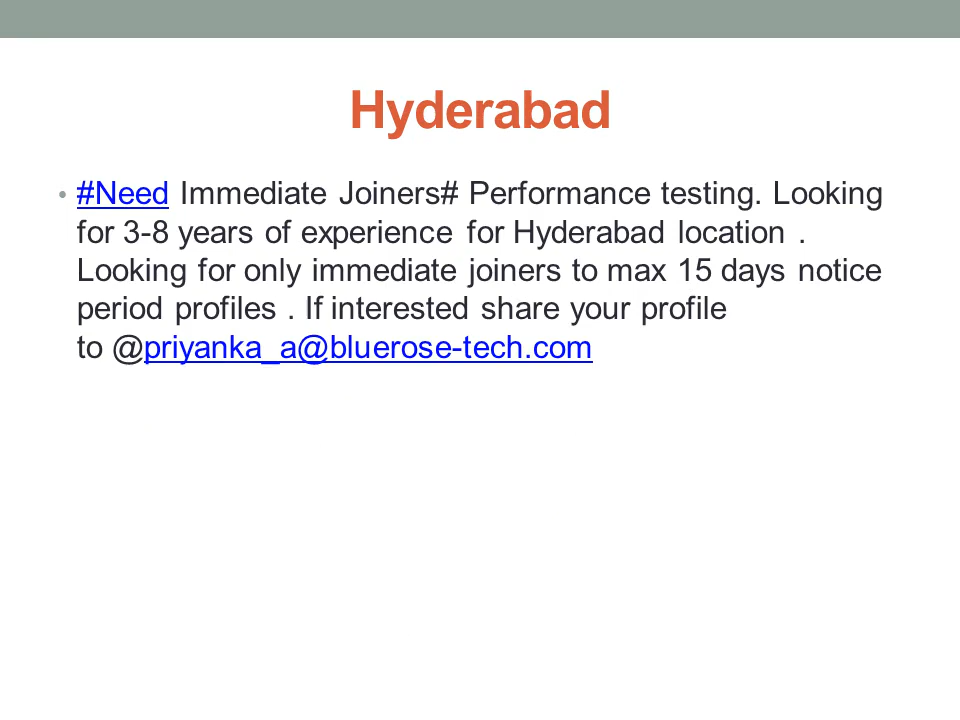 Hyderabad
• #Need Immediate Joiners# Performance testing. Looking
for 3-8 years of experience for Hyderabad location .
Looking for only immediate joiners to max 15 days notice
period profiles . If interested share your profile
to @priyanka_a@bluerose-tech.com